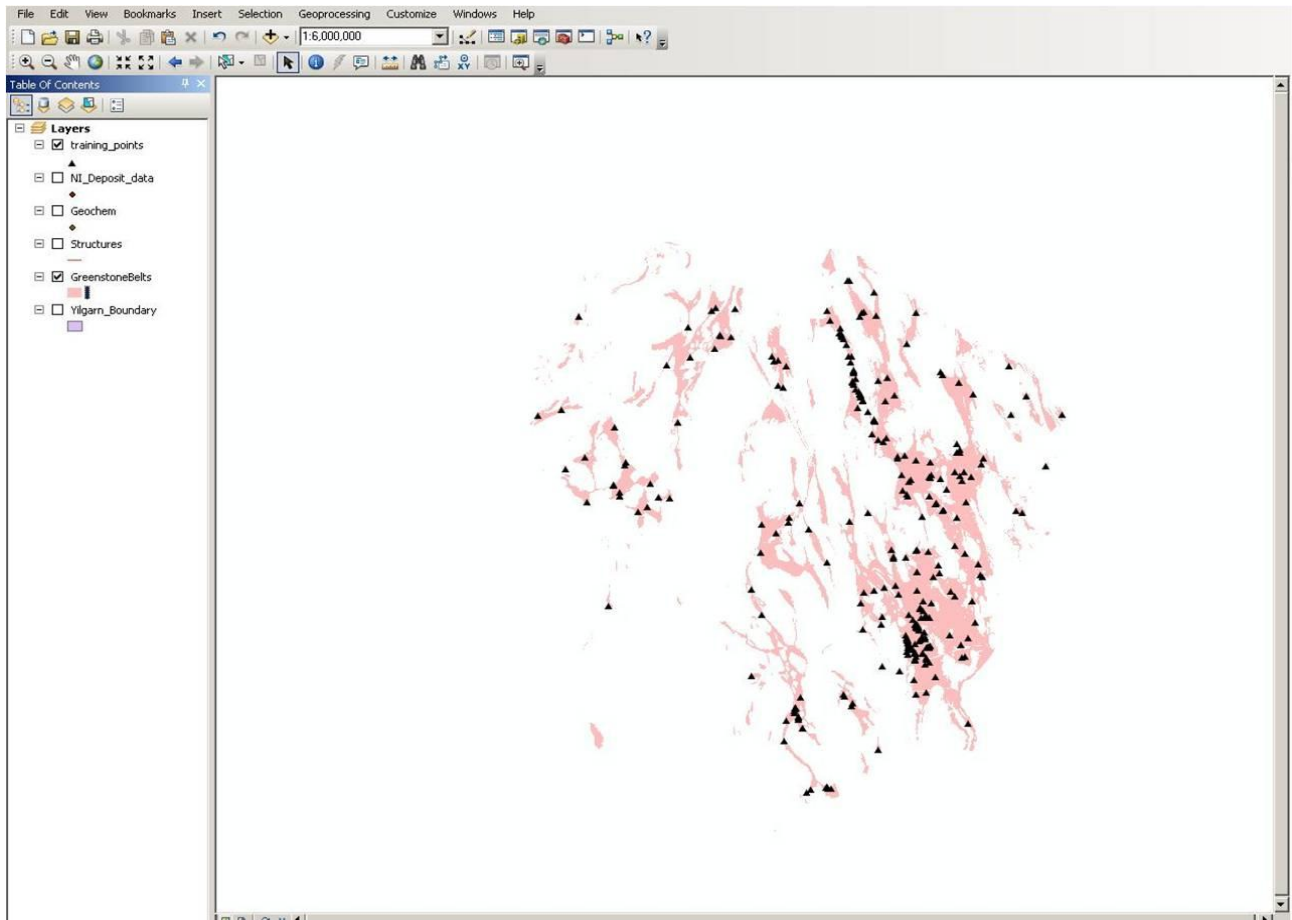 File Edit View Bookmarks Insert Selection Geoprocessing Customize Windows Help
1:6,000,000
Table Of Contents
Layers
training_points
NI_Deposit_data
Geochem
Structures
GreenstoneBelts
Yilgarn_Boundary